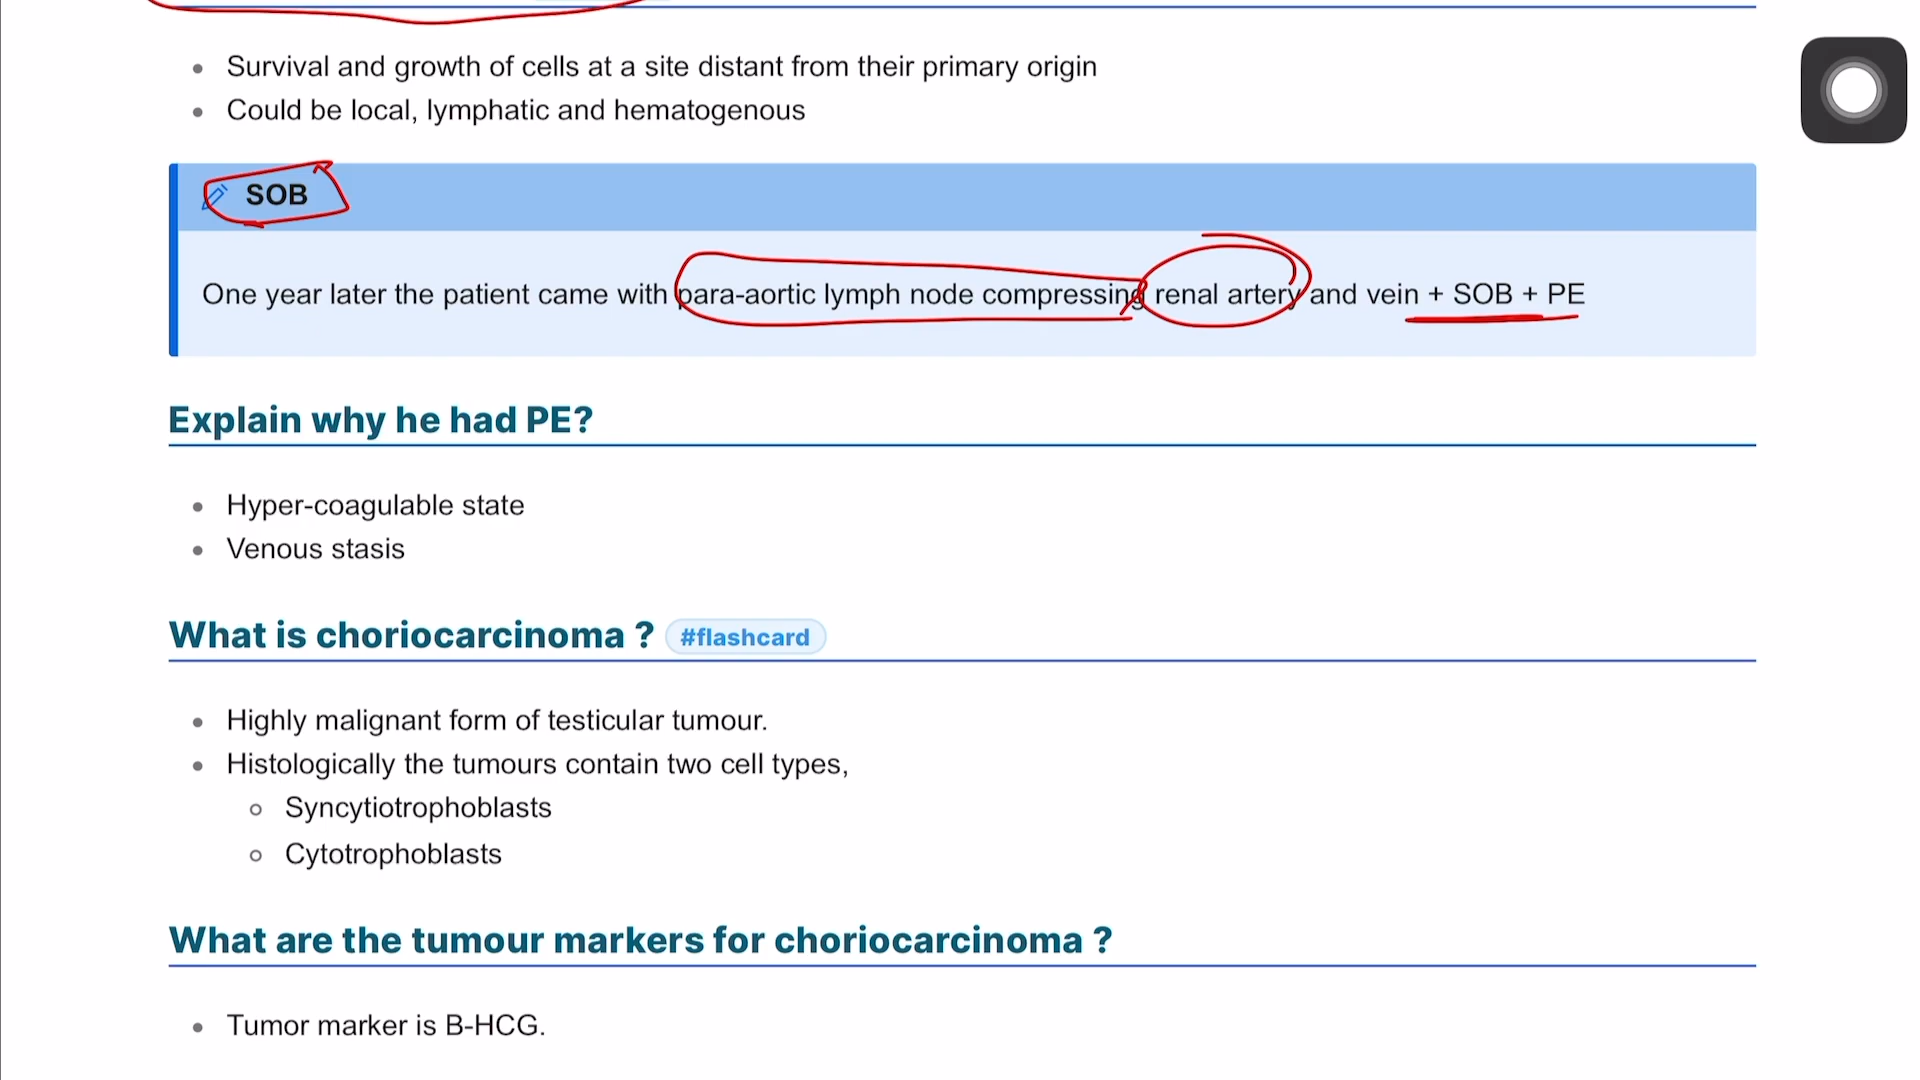 Survival and growth of cells at a site distant from their primary origin
Could be local, lymphatic and hematogenous
SOB
One year later the patient came with para-aortic lymph node compressing renal artery and vein + SOB + PE
Explain why he had PE?
Hyper-coagulable state
Venous stasis
What is choriocarcinoma ? #flashcard
Highly malignant form of testicular tumour.
Histologically the tumours contain two cell types,
Syncytiotrophoblasts
Cytotrophoblasts
What are the tumour markers for choriocarcinoma ?
Tumor marker is B-HCG.